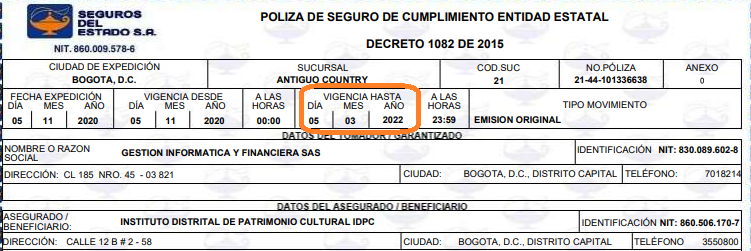 SEGUROS
DEL
ESTADO S.A.
NIT. 860.009.578-6
POLIZA DE SEGURO DE CUMPLIMIENTO ENTIDAD ESTATAL
DECRETO 1082 DE 2015
CIUDAD DE EXPEDICIÓN SUCURSAL COD.SUC NO.PÓLIZA ANEXO
BOGOTA, D.C. ANTIGUO COUNTRY 21 21-44-101336638 0
FECHA EXPEDICIÓN VIGENCIA DESDE A LAS VIGENCIA HASTA A LAS TIPO MOVIMIENTO
DÍA MES AÑO DÍA MES AÑO HORAS DÍA MES AÑO HORAS
05 11 2020 05 11 2020 00:00 05 03 2022 23:59 EMISION ORIGINAL
DATOS DEL TOMADOR / GARANTIZADO
NOMBRE O RAZON
SOCIAL GESTION INFORMATICA Y FINANCIERA SAS IDENTIFICACIÓN NIT: 830.089.602-8
DIRECCIÓN: CL 185 NRO. 45 - 03 821 CIUDAD: BOGOTA, D.C., DISTRITO CAPITAL TELÉFONO: 7018214
DATOS DEL ASEGURADO / BENEFICIARIO
ASEGURADO /
BENEFICIARIO: INSTITUTO DISTRITAL DE PATRIMONIO CULTURAL IDPC IDENTIFICACIÓN NIT: 860.506.170-7
DIRECCIÓN: CALLE 12 B # 2 - 58 CIUDAD: BOGOTA, D.C., DISTRITO CAPITAL TELÉFONO 3550800